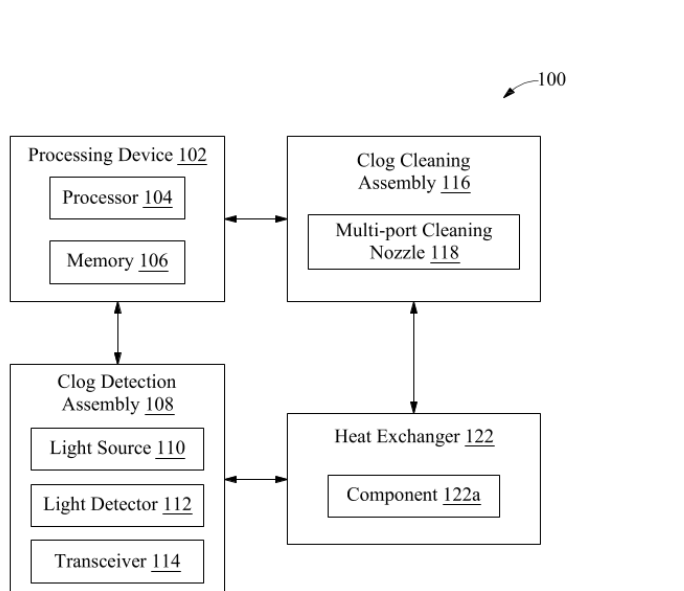 100
Processing Device 102
Processor 104
Memory 106
Clog Cleaning
Assembly 116
Multi-port Cleaning
Nozzle 118
Clog Detection
Assembly 108
Light Source 110
Light Detector 112
Transceiver 114
Heat Exchanger 122
Component 122a